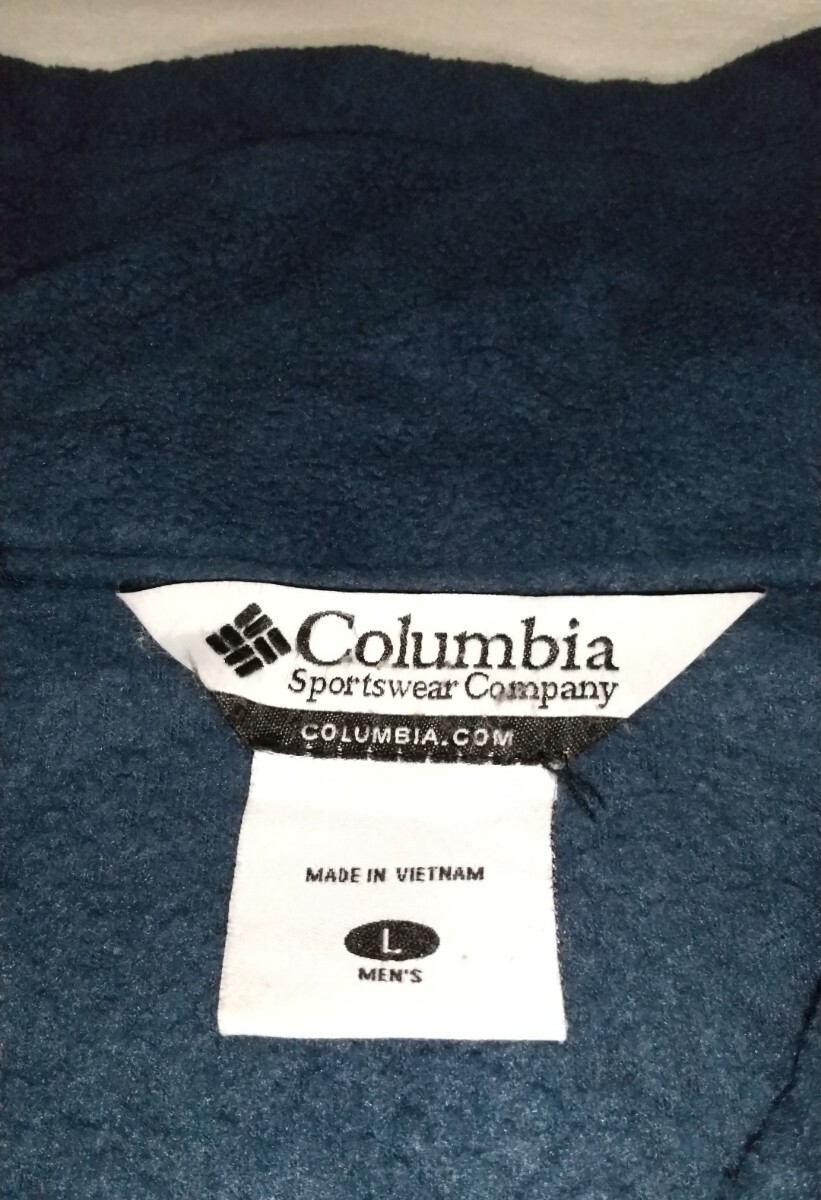 Columbia
Sportswear Company
COLUMBIA.COM
MADE IN VIETNAM
L
MEN'S